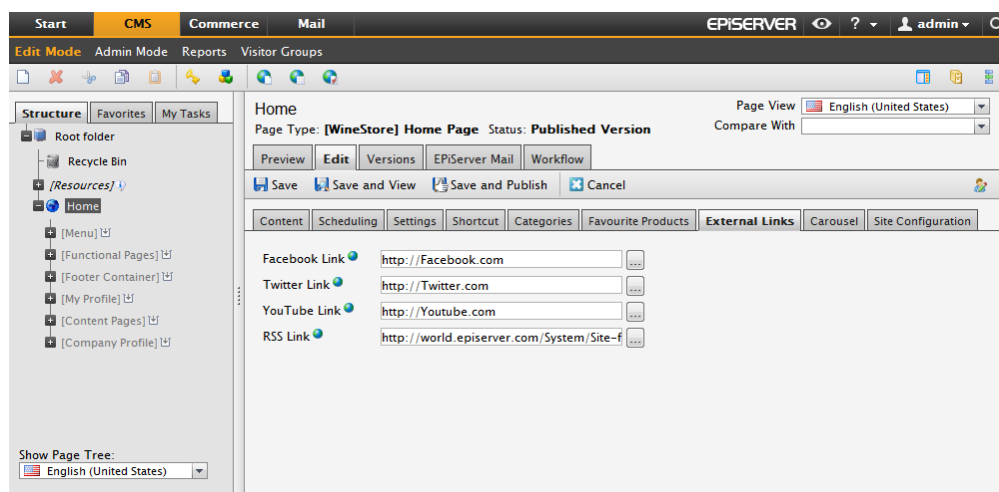 Start CMS Commerce Mail EPiSERVER ? admin
Edit Mode Admin Mode Reports Visitor Groups
Structure Favorites My Tasks
Root folder
Recycle Bin
[Resources]
Home
[Menu]
[Functional Pages]
[Footer Container]
[My Profile]
[Content Pages]
[Company Profile]
Show Page Tree:
English (United States)
Home
Page Type: [WineStore] Home Page Status: Published Version
Page View English (United States)
Compare With
Preview Edit Versions EPiServer Mail Workflow
Save Save and View Save and Publish Cancel
Content Scheduling Settings Shortcut Categories Favourite Products External Links Carousel Site Configuration
Facebook Link http://Facebook.com ...
Twitter Link http://Twitter.com ...
YouTube Link http://Youtube.com ...
RSS Link http://world.episerver.com/System/Site-f ...